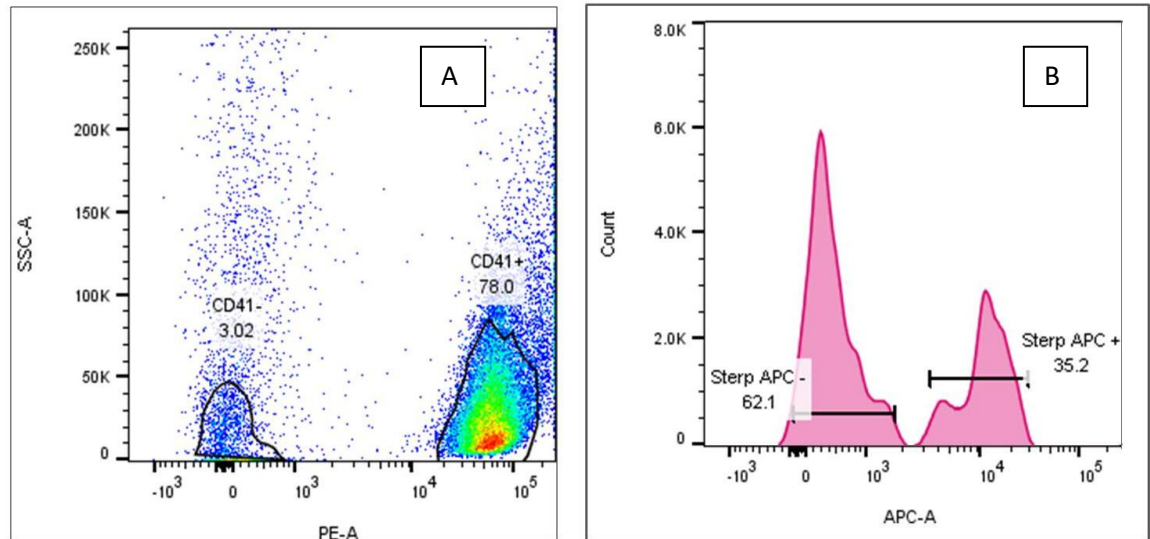 A
250K
200K
150K
100K
50K
0
SSC-A
CD41-
3.02
CD41+
78.0
-10³
0
10³
10⁴
10⁵
PE-A
B
8.0K
6.0K
4.0K
2.0K
0
Count
Sterp APC -
62.1
Sterp APC +
35.2
-10³
0
10³
10⁴
10⁵
APC-A